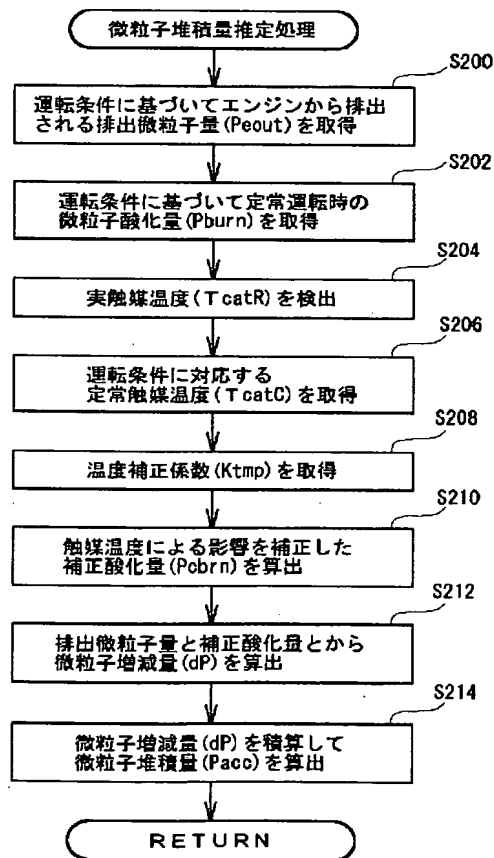 微粒子堆積量推定処理
S200
運転条件に基づいてエンジンから排出
される排出微粒子量(Peout)を取得
S202
運転条件に基づいて定常運転時の
微粒子酸化量(Pburn)を取得
S204
実触媒温度(TcatR)を検出
S206
運転条件に対応する
定常触媒温度(TcatC)を取得
S208
温度補正係数(Ktmp)を取得
S210
触媒温度による影響を補正した
補正酸化量(Pcbrn)を算出
S212
排出微粒子量と補正酸化量とから
微粒子増減量(dP)を算出
S214
微粒子増減量(dP)を積算して
微粒子堆積量(Pacc)を算出
RETURN